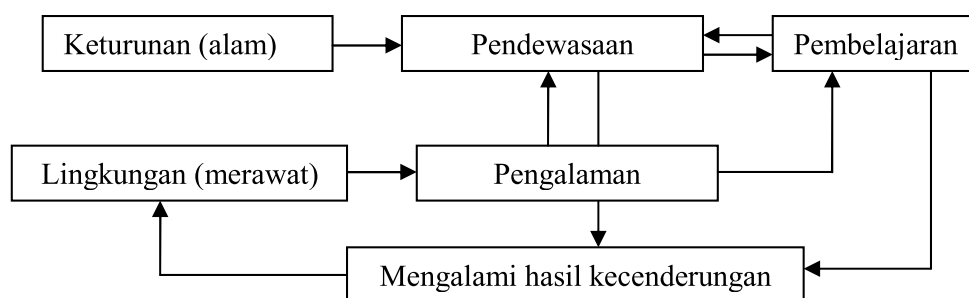 Keturunan (alam)
Pendewasaan
Pembelajaran
Lingkungan (merawat)
Pengalaman
Mengalami hasil kecenderungan